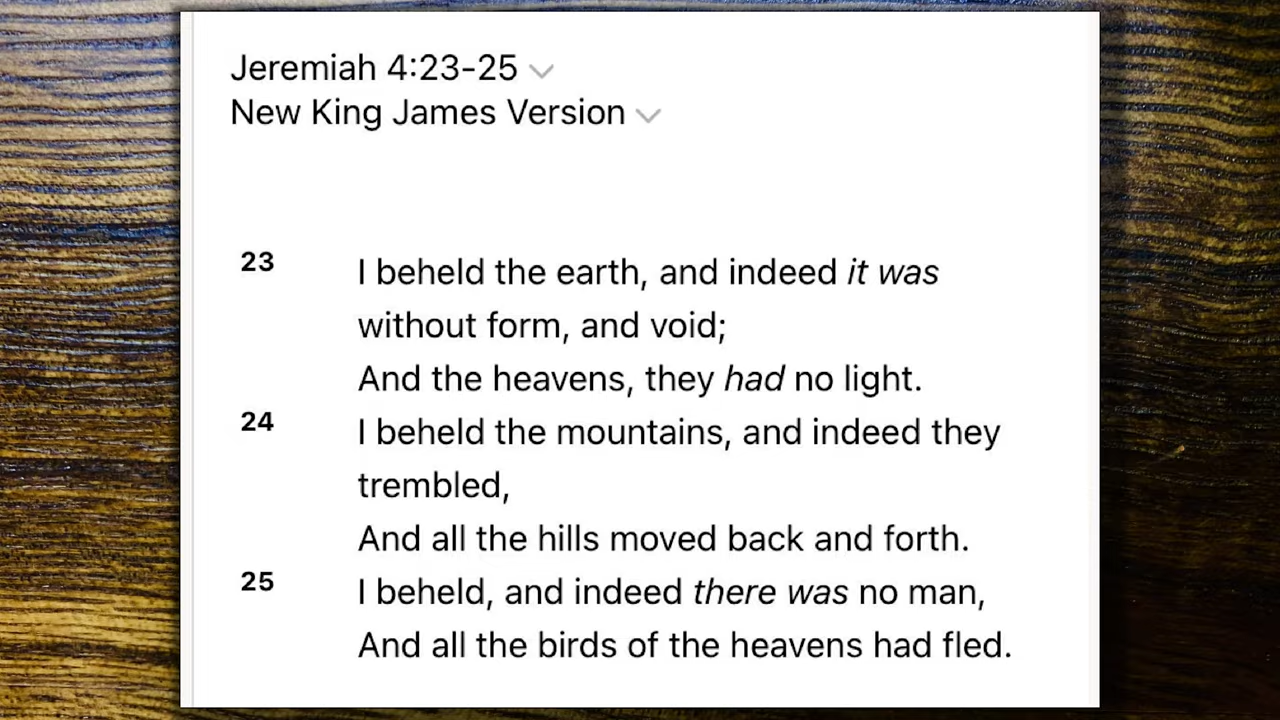 Jeremiah 4:23-25
New King James Version
23 I beheld the earth, and indeed it was
without form, and void;
And the heavens, they had no light.
24 I beheld the mountains, and indeed they
trembled,
And all the hills moved back and forth.
25 I beheld, and indeed there was no man,
And all the birds of the heavens had fled.